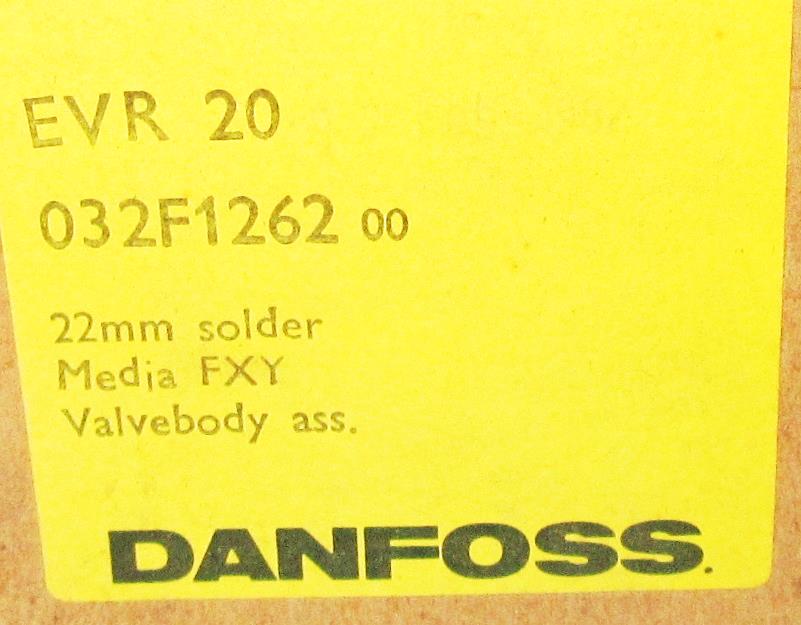 EVR 20
032F1262 00
22mm solder
Media FXY
Valvebody ass.
DANFOSS.